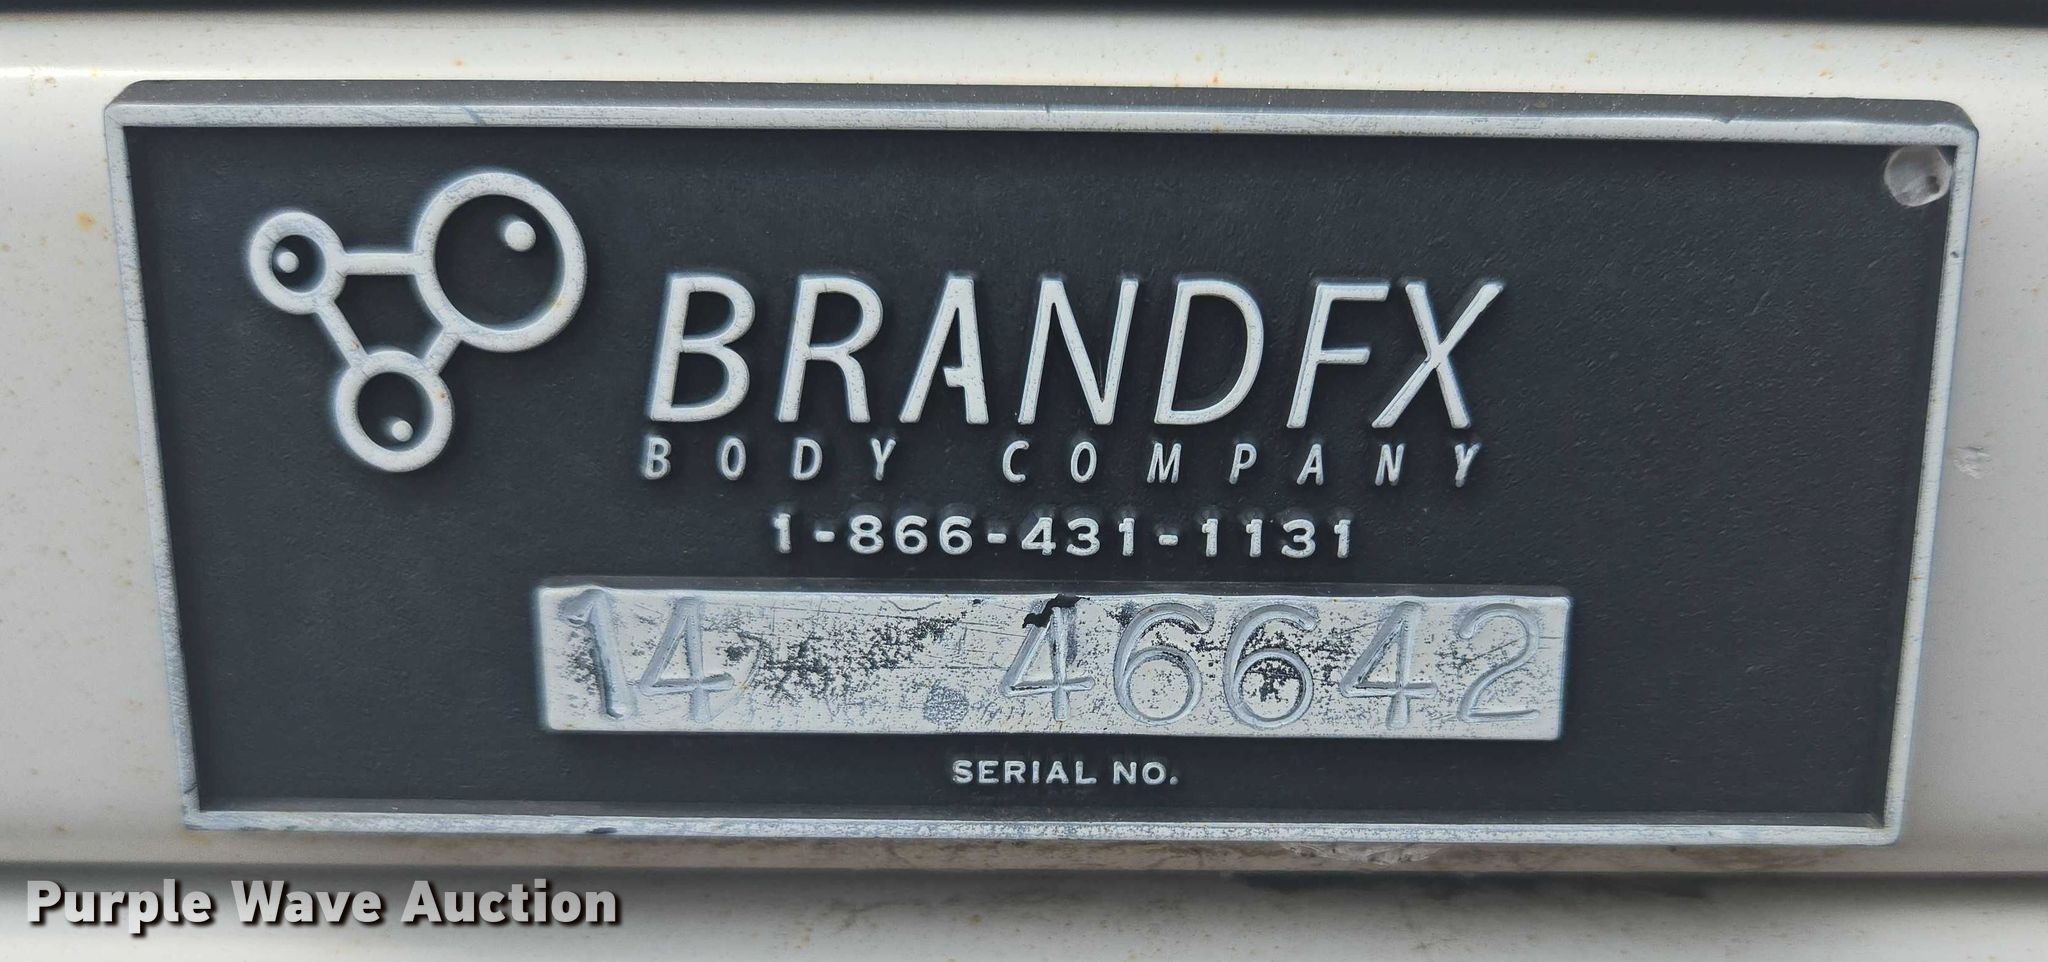 BRANDFX
BODY COMPANY
1-866-431-1131
14 46642
SERIAL NO.
Purple Wave Auction